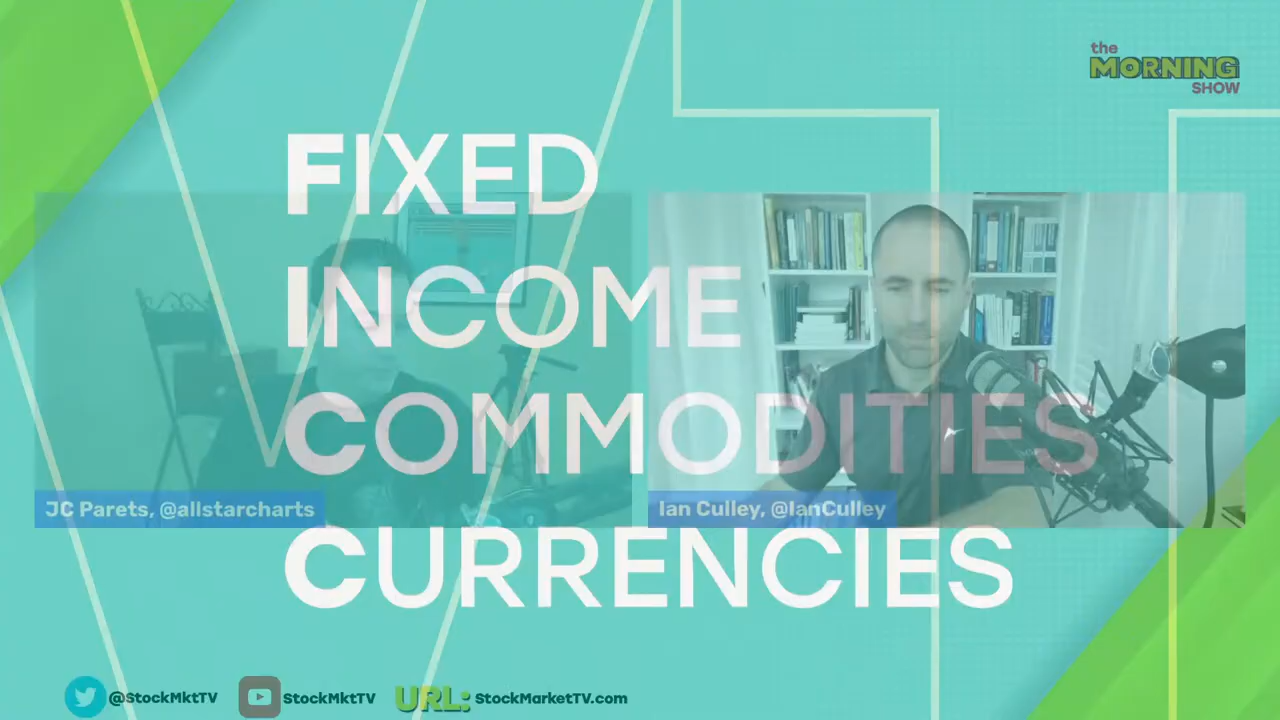 the
MORNING
SHOW
FIXED
INCOME
COMMODITIES
CURRENCIES
JC Parets, @allstarcharts
Ian Culley, @IanCulley
@StockMktTV StockMktTV URL: StockMarketTV.com